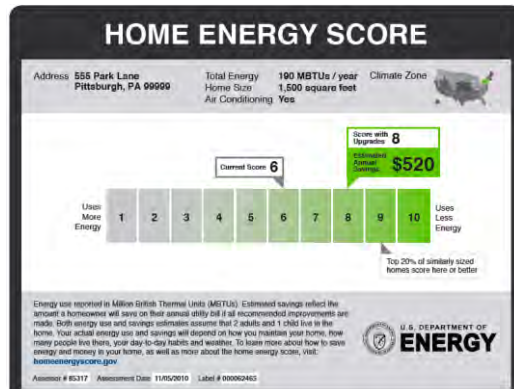 HOME ENERGY SCORE
Address 555 Park Lane
Pittsburgh, PA 99999
Total Energy 190 MBTUs / year
Home Size 1,500 square feet
Air Conditioning Yes
Climate Zone
Score with Upgrades 8
Estimated Annual Savings: $520
Current Score 6
Uses More Energy
1 2 3 4 5 6 7 8 9 10
Uses Less Energy
Top 20% of similarly sized
homes score here or better
Energy use reported in Million British Thermal Units (MBTUs). Estimated savings reflect the
amount a homeowner will save on their annual utility bill if all recommended improvements are
made. Both energy use and savings estimates assume that 2 adults and 1 child live in the
home. Your actual energy use and savings will depend on how you maintain your home, how
many people live there, your day-to-day habits and weather. To learn more about how to save
energy and money in your home, as well as more about the home energy score, visit:
homeenergyscore.gov
U.S. DEPARTMENT OF
ENERGY
Assessor # 85317 Assessment Date 11/05/2010 Label # 000062463